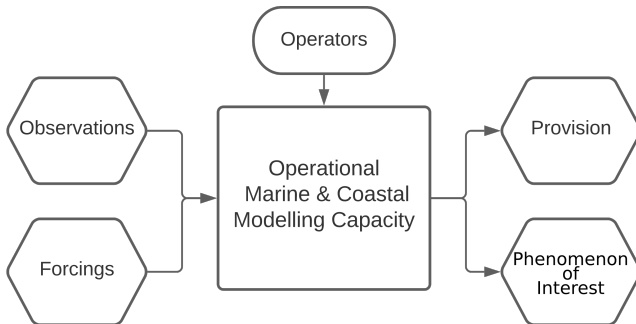 Operators
Observations
Forcings
Operational
Marine & Coastal
Modelling Capacity
Provision
Phenomenon
of
Interest